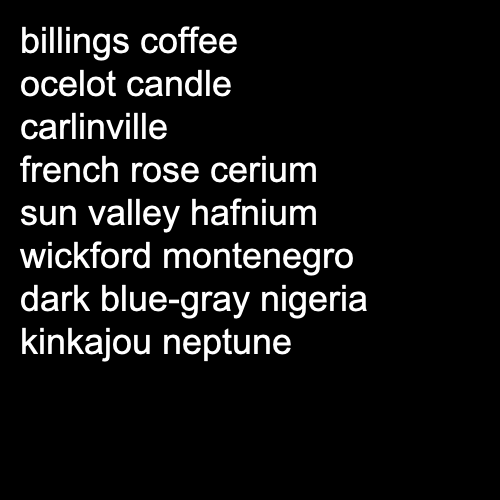 billings coffee
ocelot candle
carlinville
french rose cerium
sun valley hafnium
wickford montenegro
dark blue-gray nigeria
kinkajou neptune